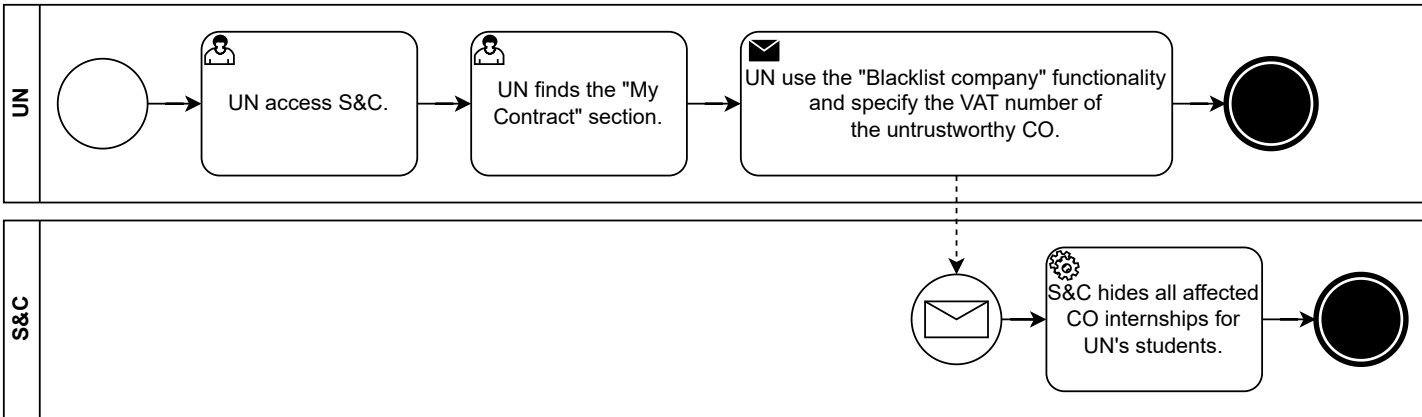 UN
UN access S&C.
UN finds the "My
Contract" section.
UN use the "Blacklist company" functionality
and specify the VAT number of
the untrustworthy CO.
S&C
S&C hides all affected
CO internships for
UN's students.